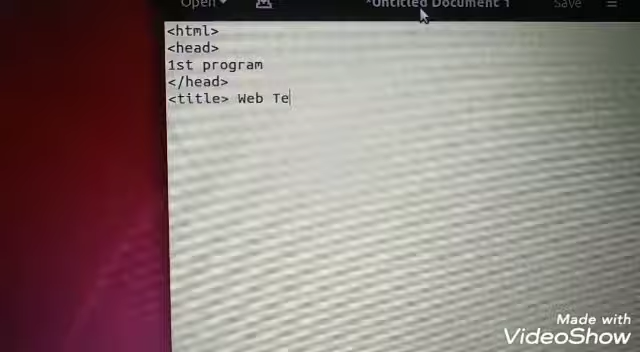 Open
*Untitled Document 1
Save
<html>
<head>
1st program
</head>
<title> Web Te
Made with
VideoShow